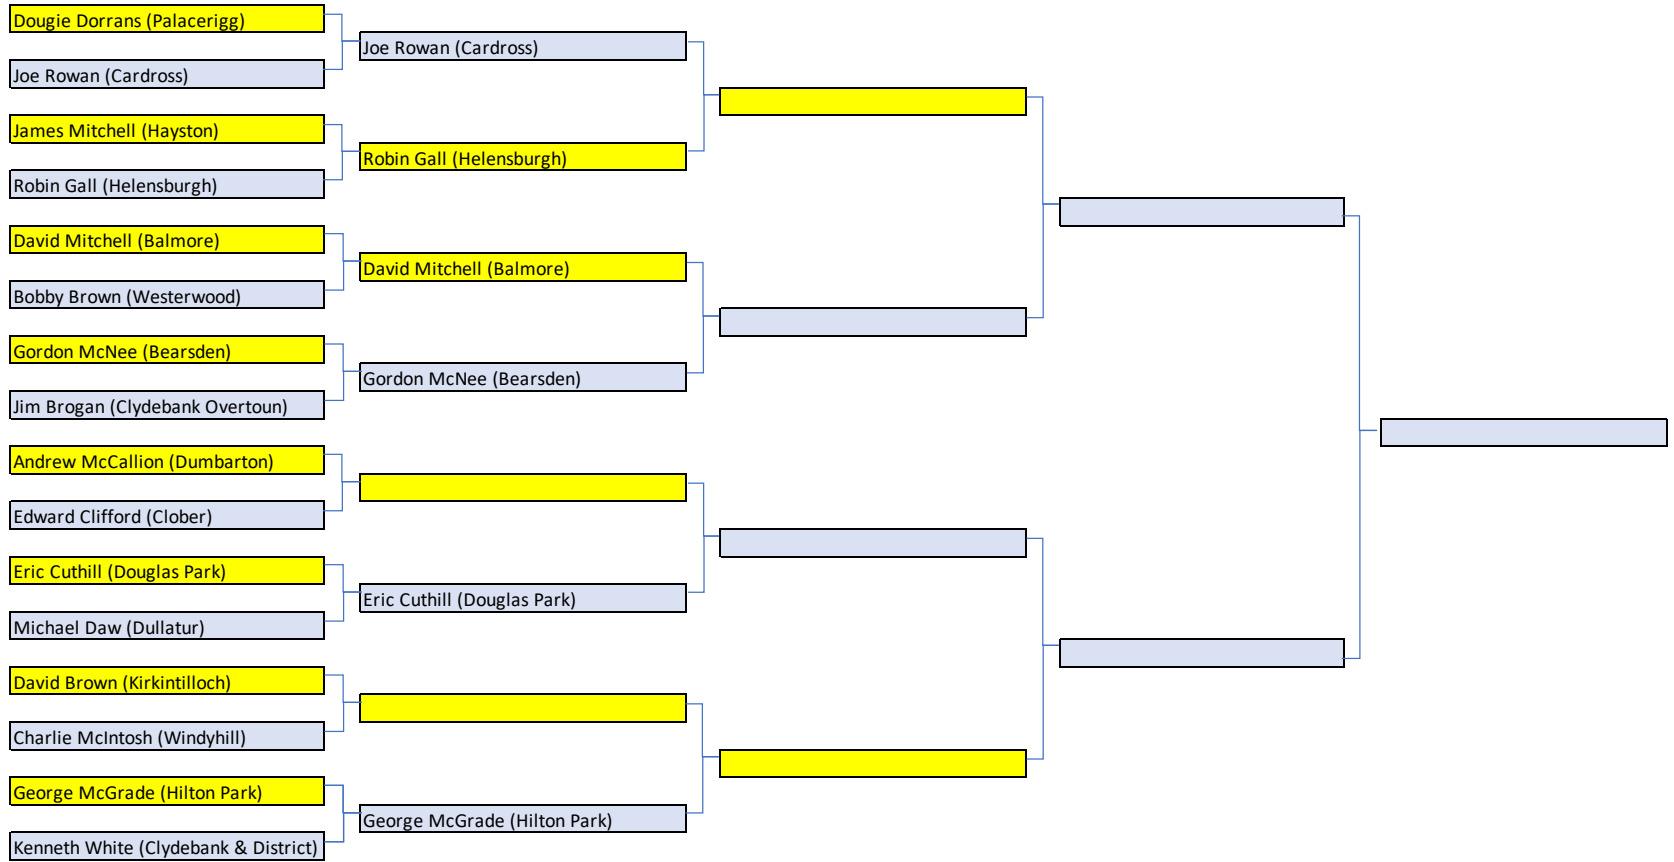 Dougie Dorrans (Palacerigg)
Joe Rowan (Cardross)
James Mitchell (Hayston)
Robin Gall (Helensburgh)
David Mitchell (Balmore)
Bobby Brown (Westerwood)
Gordon McNee (Bearsden)
Jim Brogan (Clydebank Overtoun)
Andrew McCallion (Dumbarton)
Edward Clifford (Clober)
Eric Cuthill (Douglas Park)
Michael Daw (Dullatur)
David Brown (Kirkintilloch)
Charlie McIntosh (Windyhill)
George McGrade (Hilton Park)
Kenneth White (Clydebank & District)
Joe Rowan (Cardross)
Robin Gall (Helensburgh)
David Mitchell (Balmore)
Gordon McNee (Bearsden)
Eric Cuthill (Douglas Park)
George McGrade (Hilton Park)